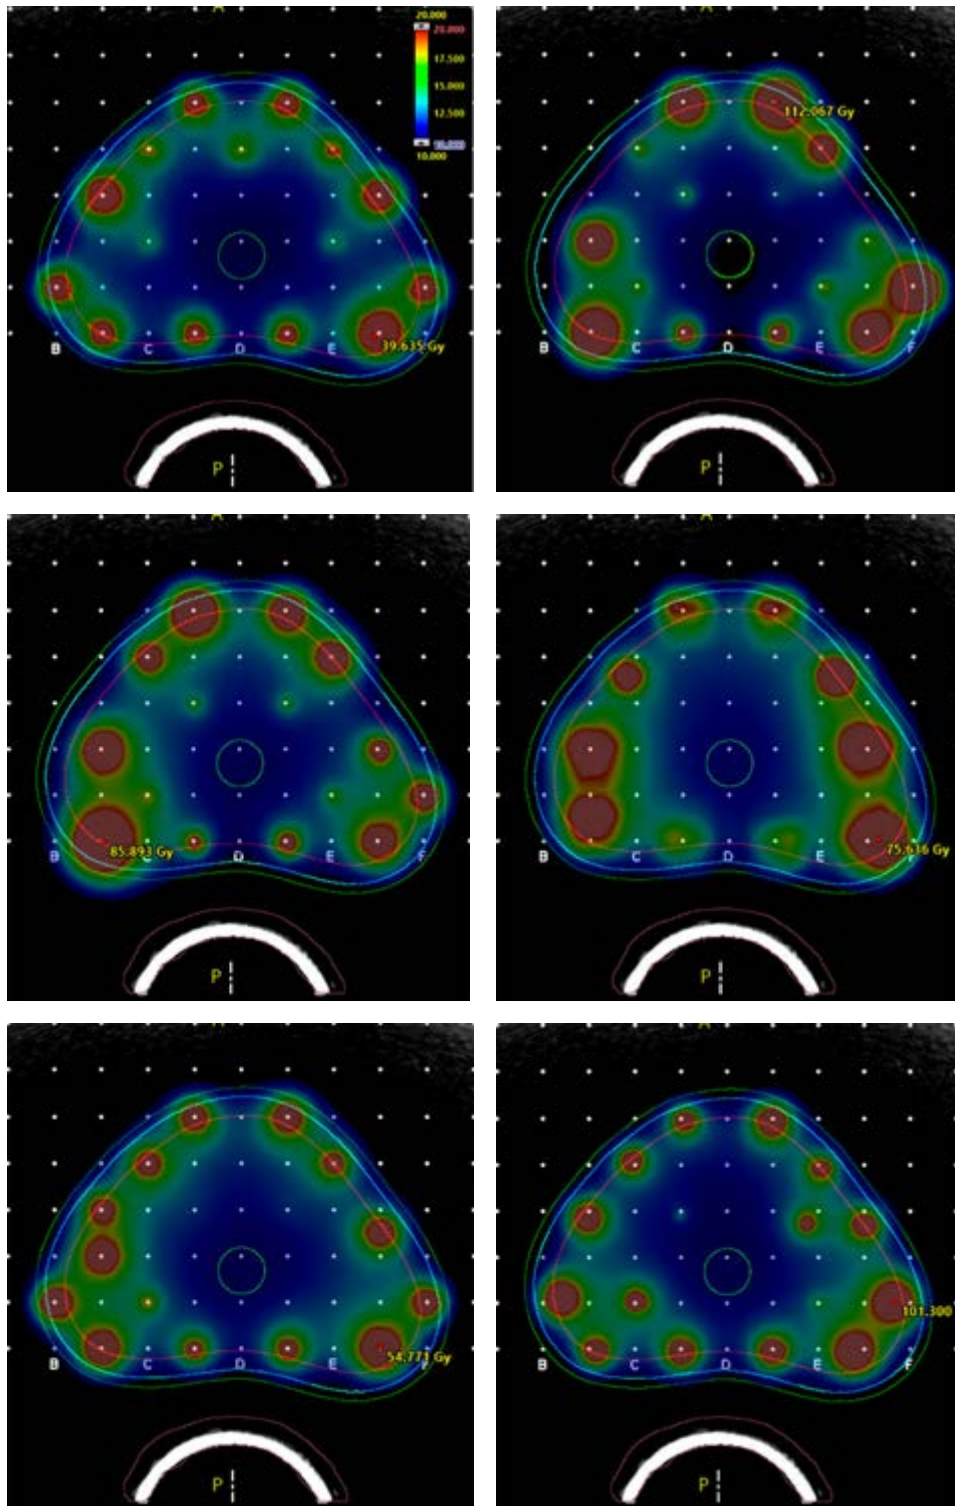 A
20.000
20.000
17.500
15.000
12.500
10.000
10.000
B C D E F
39.635 Gy
P
112.067 Gy
B C D E F
P
A
B C D E F
85.893 Gy
P
B C D E F
75.636 Gy
P
B C D E F
54.771 Gy
P
101.300
B C D E F
P